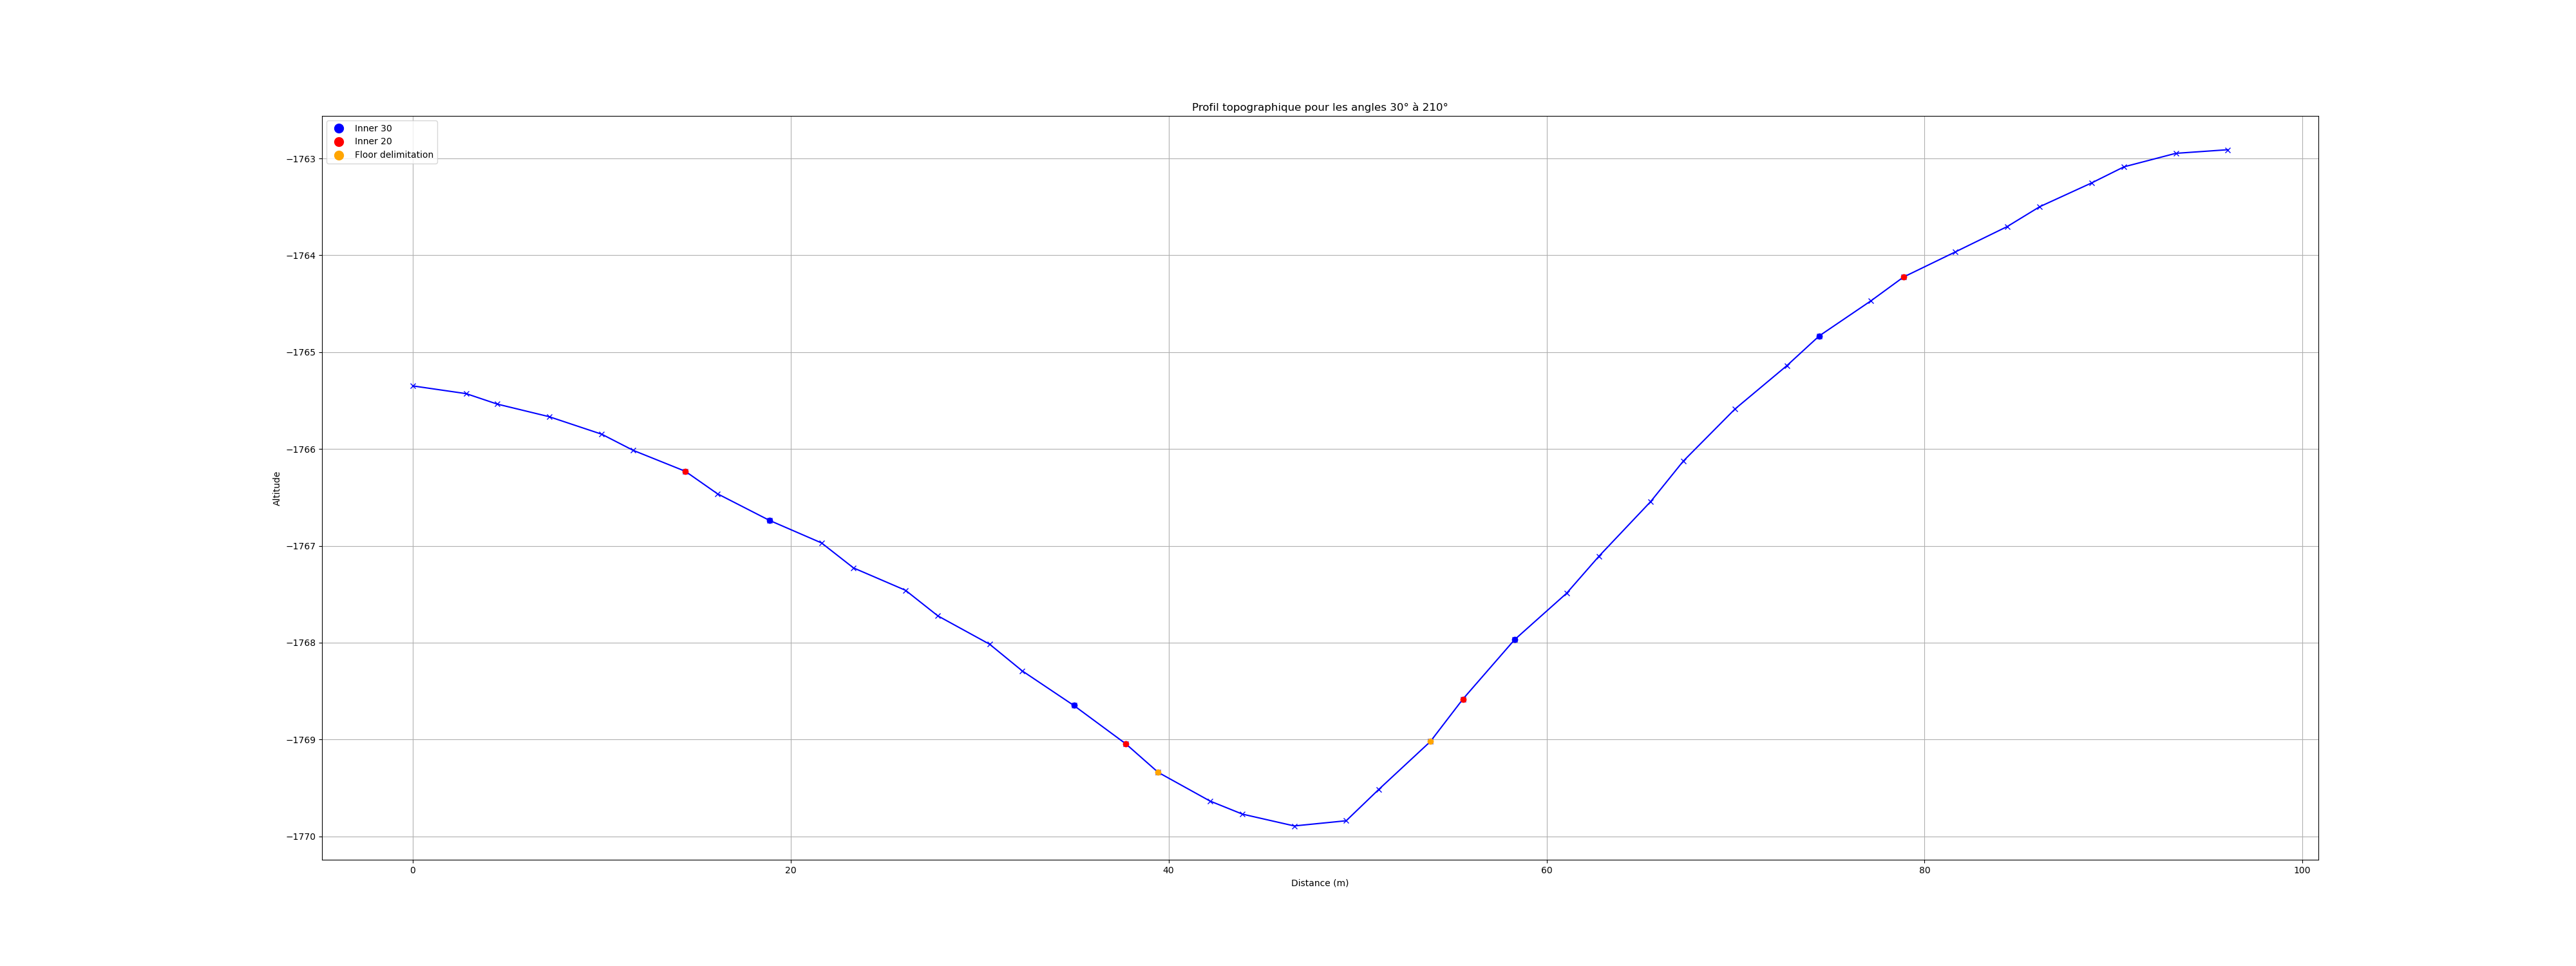 Profil topographique pour les angles 30° à 210°
Inner 30
Inner 20
Floor delimitation
−1763
−1764
−1765
−1766
−1767
−1768
−1769
−1770
Altitude
0 20 40 60 80 100
Distance (m)